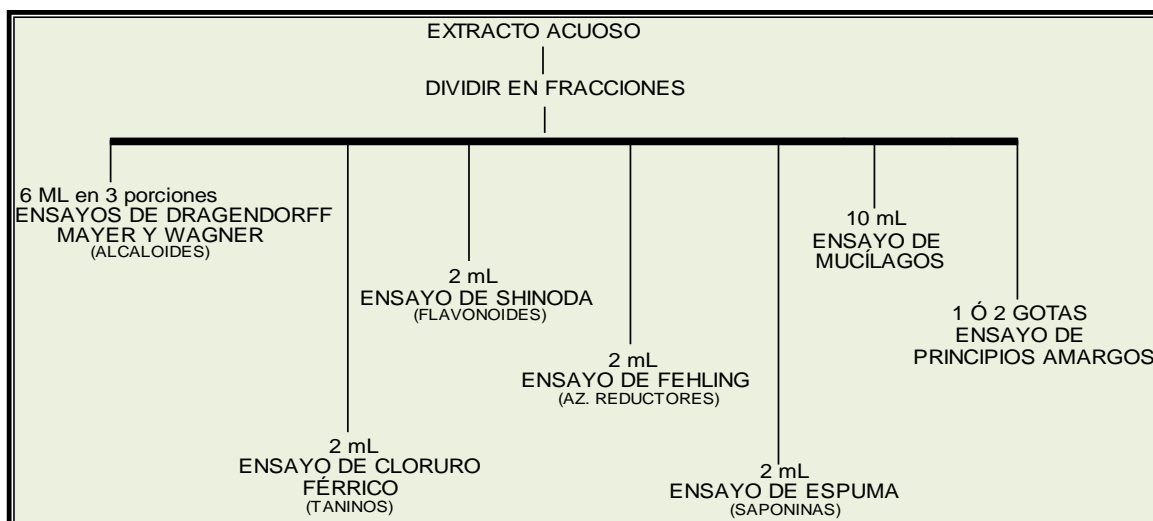 EXTRACTO ACUOSO
DIVIDIR EN FRACCIONES
6 ML en 3 porciones
ENSAYOS DE DRAGENDORFF
MAYER Y WAGNER
(ALCALOIDES)
2 mL
ENSAYO DE CLORURO
FÉRRICO
(TANINOS)
2 mL
ENSAYO DE SHINODA
(FLAVONOIDES)
2 mL
ENSAYO DE FEHLING
(AZ. REDUCTORES)
2 mL
ENSAYO DE ESPUMA
(SAPONINAS)
10 mL
ENSAYO DE
MUCÍLAGOS
1 Ó 2 GOTAS
ENSAYO DE
PRINCIPIOS AMARGOS